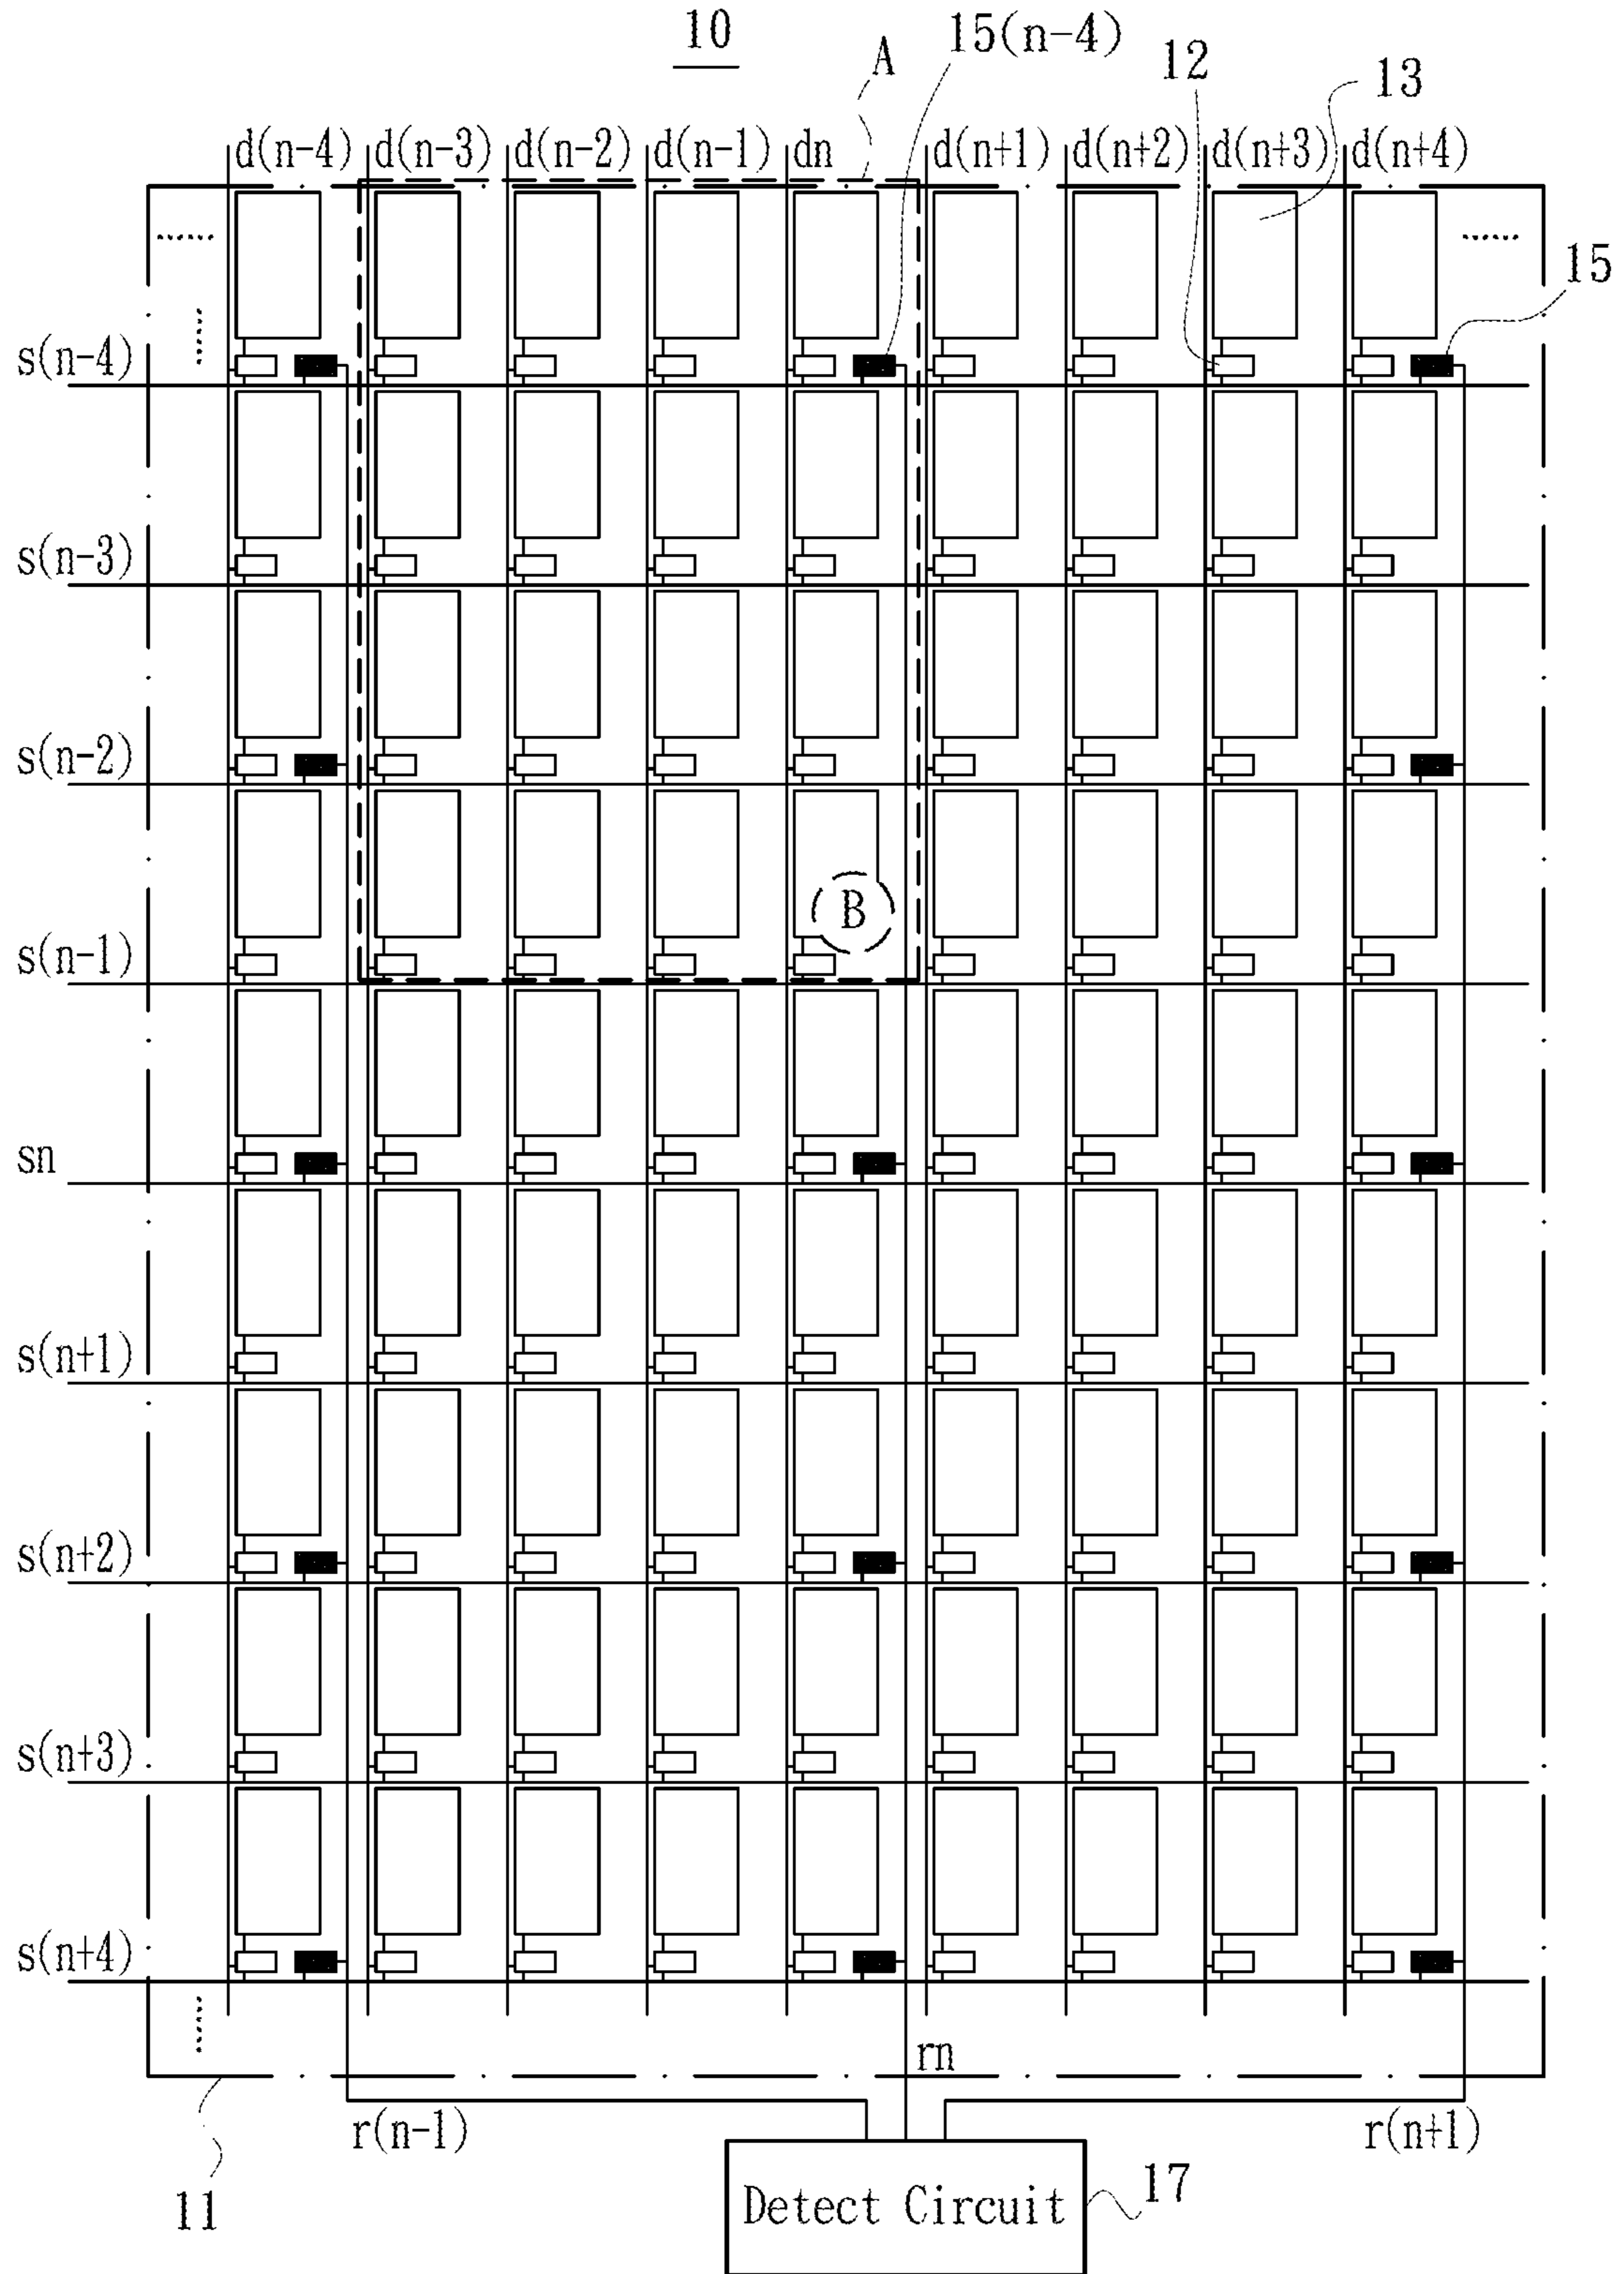 10
A
15(n-4)
12
13
d(n-4) d(n-3) d(n-2) d(n-1) dn d(n+1) d(n+2) d(n+3) d(n+4)
15
s(n-4)
s(n-3)
s(n-2)
B
s(n-1)
sn
s(n+1)
s(n+2)
s(n+3)
s(n+4)
rn
r(n-1)
r(n+1)
11
Detect Circuit
17